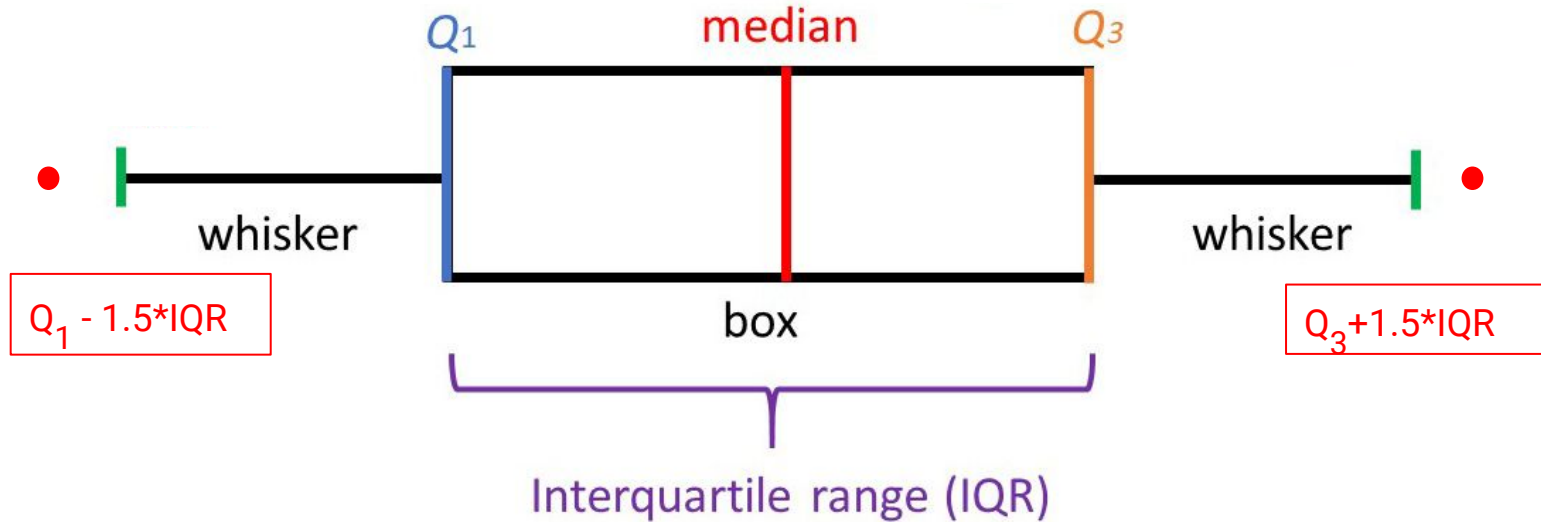 Q1
median
Q3
whisker
whisker
Q1 - 1.5*IQR
Q3+1.5*IQR
box
Interquartile range (IQR)